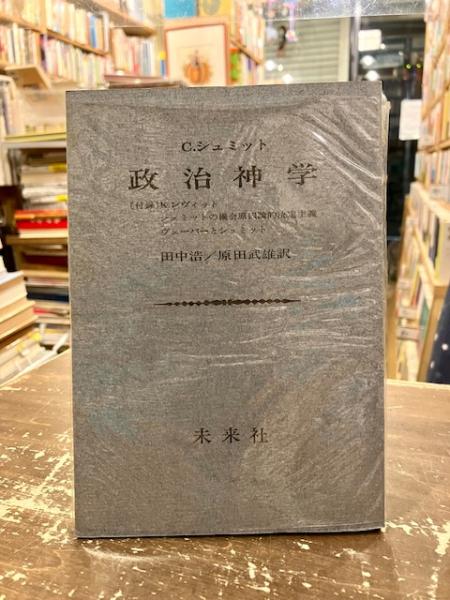 C.シュミット
政治神学
〔付録〕K.レヴィット
シュミットの機会原因論的決定主義
ヴェーバーとシュミット
田中浩／原田武雄訳
未来社